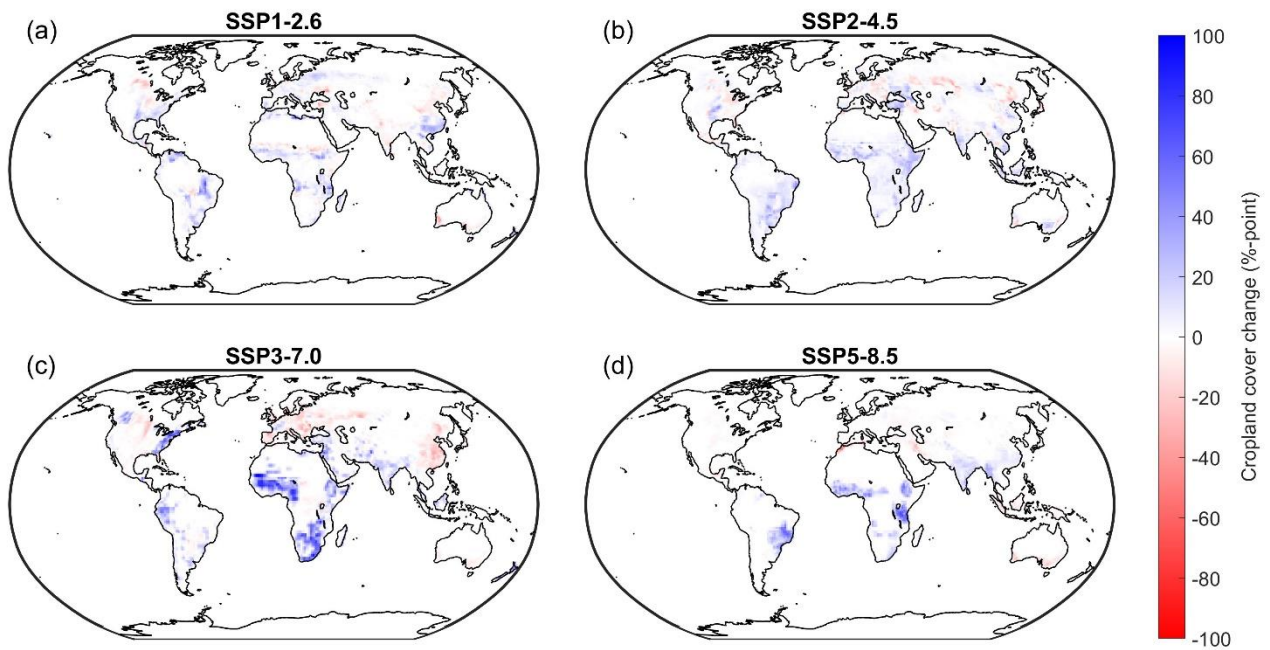 (a)
SSP1-2.6
(b)
SSP2-4.5
(c)
SSP3-7.0
(d)
SSP5-8.5
100
80
60
40
20
0
-20
-40
-60
-80
-100
Cropland cover change (%-point)